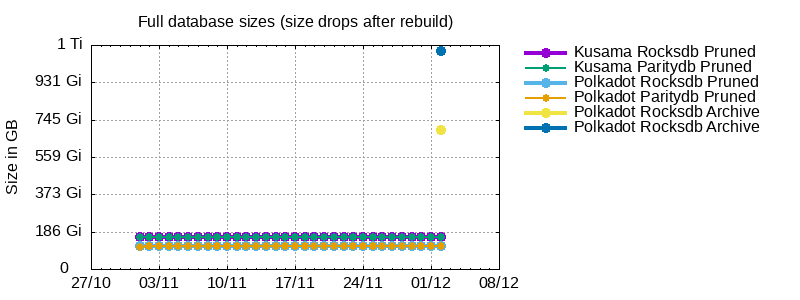 Full database sizes (size drops after rebuild)
1 Ti
931 Gi
745 Gi
559 Gi
373 Gi
186 Gi
0
Size in GB
27/10 03/11 10/11 17/11 24/11 01/12 08/12
Kusama Rocksdb Pruned
Kusama Paritydb Pruned
Polkadot Rocksdb Pruned
Polkadot Paritydb Pruned
Polkadot Rocksdb Archive
Polkadot Rocksdb Archive